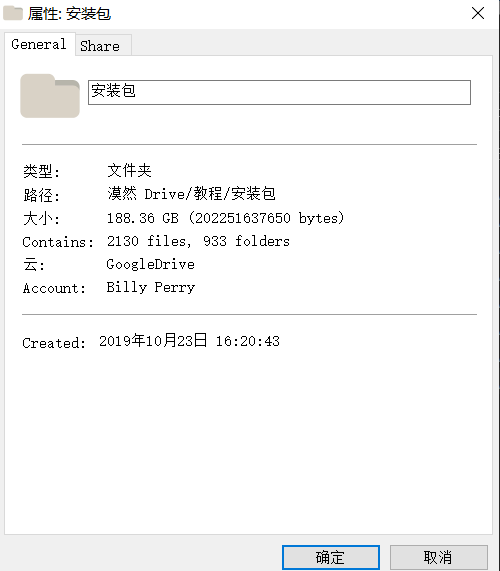 属性: 安装包
General Share
安装包
类型: 文件夹
路径: 漠然 Drive/教程/安装包
大小: 188.36 GB (202251637650 bytes)
Contains: 2130 files, 933 folders
云: GoogleDrive
Account: Billy Perry
Created: 2019年10月23日 16:20:43
确定 取消